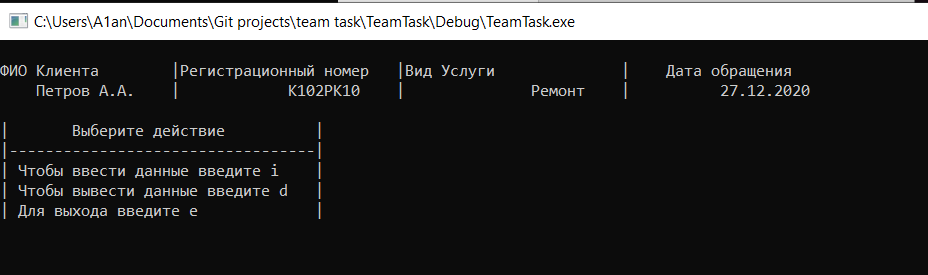 C:\Users\A1an\Documents\Git projects\team task\TeamTask\Debug\TeamTask.exe
ФИО Клиента |Регистрационный номер |Вид Услуги | Дата обращения
Петров А.А. | К102РК10 | Ремонт | 27.12.2020
| Выберите действие |
|----------------------------------|
| Чтобы ввести данные введите i |
| Чтобы вывести данные введите d |
| Для выхода введите e |